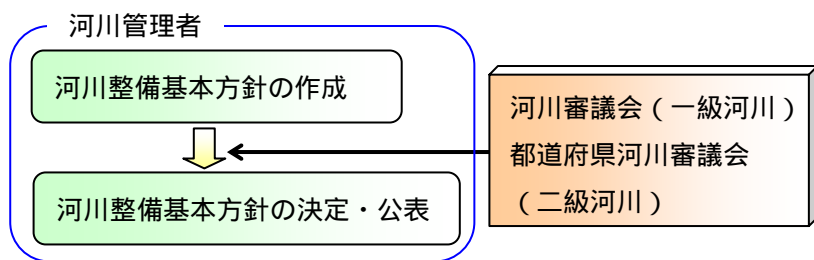 河川管理者
河川整備基本方針の作成
河川整備基本方針の決定・公表
河川審議会(一級河川)
都道府県河川審議会
(二級河川)